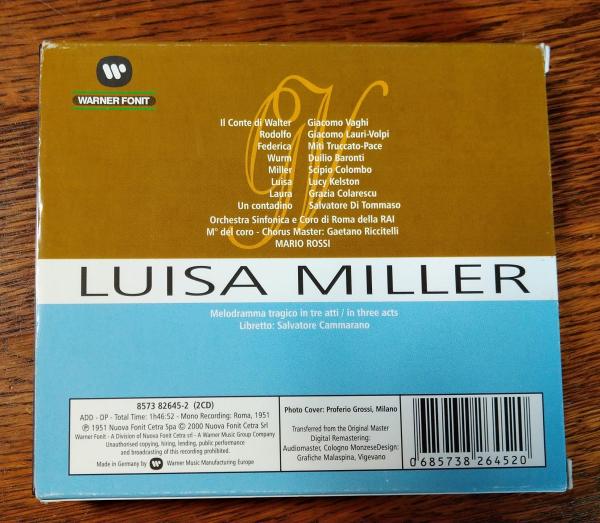 WARNER FONIT
Il Conte di Walter Giacomo Vaghi
Rodolfo Giacomo Lauri-Volpi
Federica Miti Truccato-Pace
Wurm Duilio Baronti
Miller Scipio Colombo
Luisa Lucy Kelston
Laura Grazia Colarescu
Un contadino Salvatore Di Tommaso
Orchestra Sinfonica e Coro di Roma della RAI
M° del coro - Chorus Master: Gaetano Riccitelli
MARIO ROSSI
LUISA MILLER
Melodramma tragico in tre atti / in three acts
Libretto: Salvatore Cammarano
8573 82645-2 (2CD)
ADD - DP - Total Time: 1h46:52 - Mono Recording: Roma, 1951
℗ 1951 Nuova Fonit Cetra Spa © 2000 Nuova Fonit Cetra Srl
Warner Fonit - A Division of Nuova Fonit Cetra srl - A Warner Music Group Company
Unauthorised copying, hiring, lending, public performance
and broadcasting of this recording prohibited.
Made in Germany by Warner Music Manufacturing Europe
Photo Cover: Proferio Grossi, Milano
Transferred from the Original Master
Digital Remastering:
Audiomaster, Cologno MonzeseDesign:
Grafiche Malaspina, Vigevano
0 685738 264520